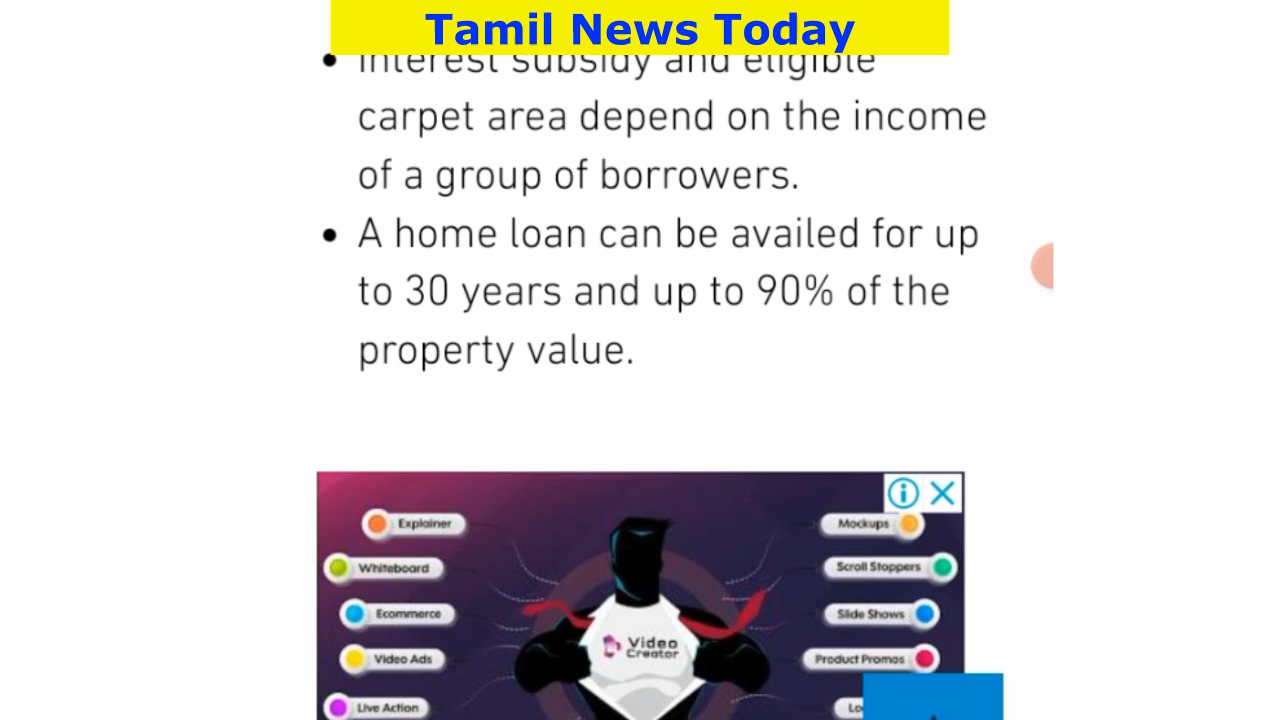 Tamil News Today
• Interest subsidy and eligible
carpet area depend on the income
of a group of borrowers.
• A home loan can be availed for up
to 30 years and up to 90% of the
property value.
Explainer
Mockups
Whiteboard
Scroll Stoppers
Ecommerce
Slide Shows
Video
Creator
Video Ads
Product Promos
Live Action
Lo